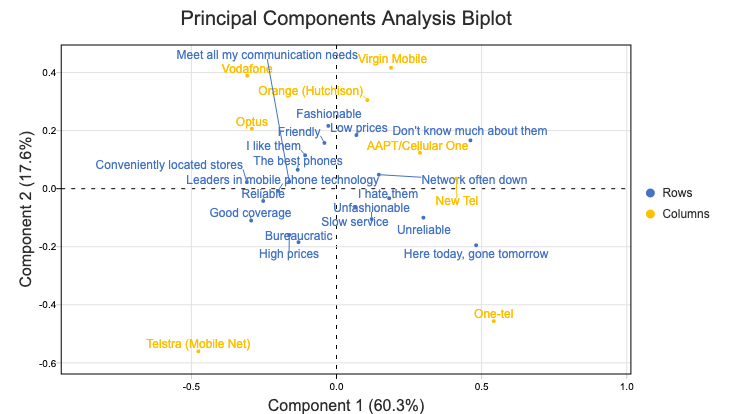 Principal Components Analysis Biplot
Meet all my communication needs
Virgin Mobile
Vodafone
0.4
Orange (Hutchison)
Fashionable
Optus
Low prices
Don't know much about them
0.2
Friendly
I like them
AAPT/Cellular One
The best phones
Conveniently located stores
Leaders in mobile phone technology
Network often down
0.0
Reliable
I hate them
New Tel
Rows
Unfashionable
Good coverage
Columns
Slow service
Unreliable
Bureaucratic
-0.2
High prices
Here today, gone tomorrow
-0.4
One-tel
Telstra (Mobile Net)
-0.6
-0.5
0.0
0.5
1.0
Component 1 (60.3%)
Component 2 (17.6%)